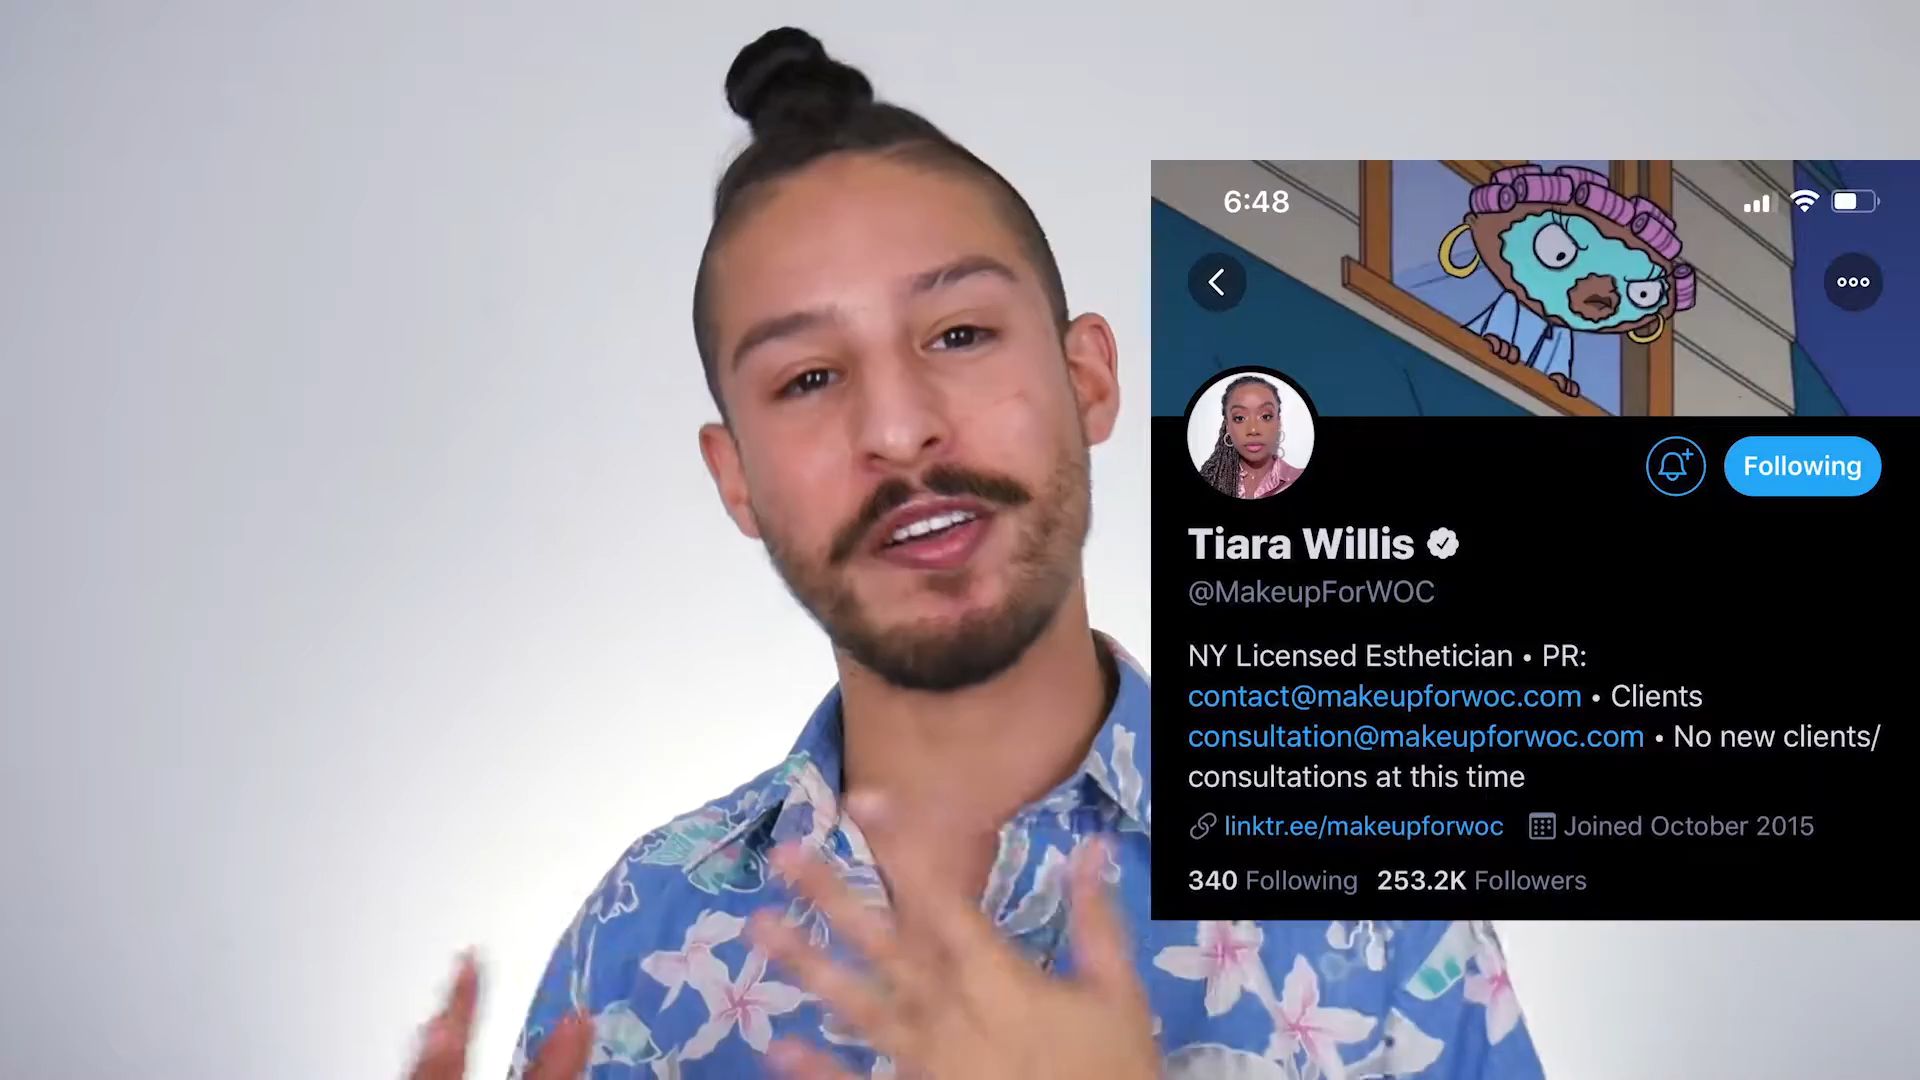 6:48
Following
Tiara Willis
@MakeupForWOC
NY Licensed Esthetician • PR:
contact@makeupforwoc.com • Clients
consultation@makeupforwoc.com • No new clients/
consultations at this time
linktr.ee/makeupforwoc Joined October 2015
340 Following 253.2K Followers